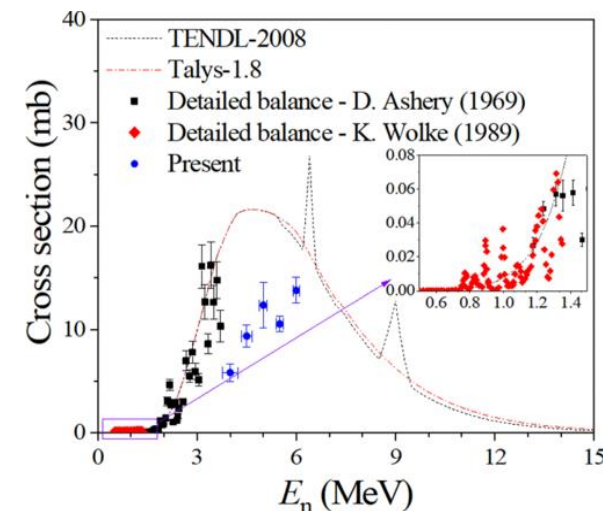 40
TENDL-2008
Talys-1.8
Detailed balance - D. Ashery (1969)
30
Detailed balance - K. Wolke (1989)
Present
Cross section (mb)
20
10
0
0.08
0.06
0.04
0.02
0.00
0.6 0.8 1.0 1.2 1.4
0 3 6 9 12 15
Eₙ (MeV)